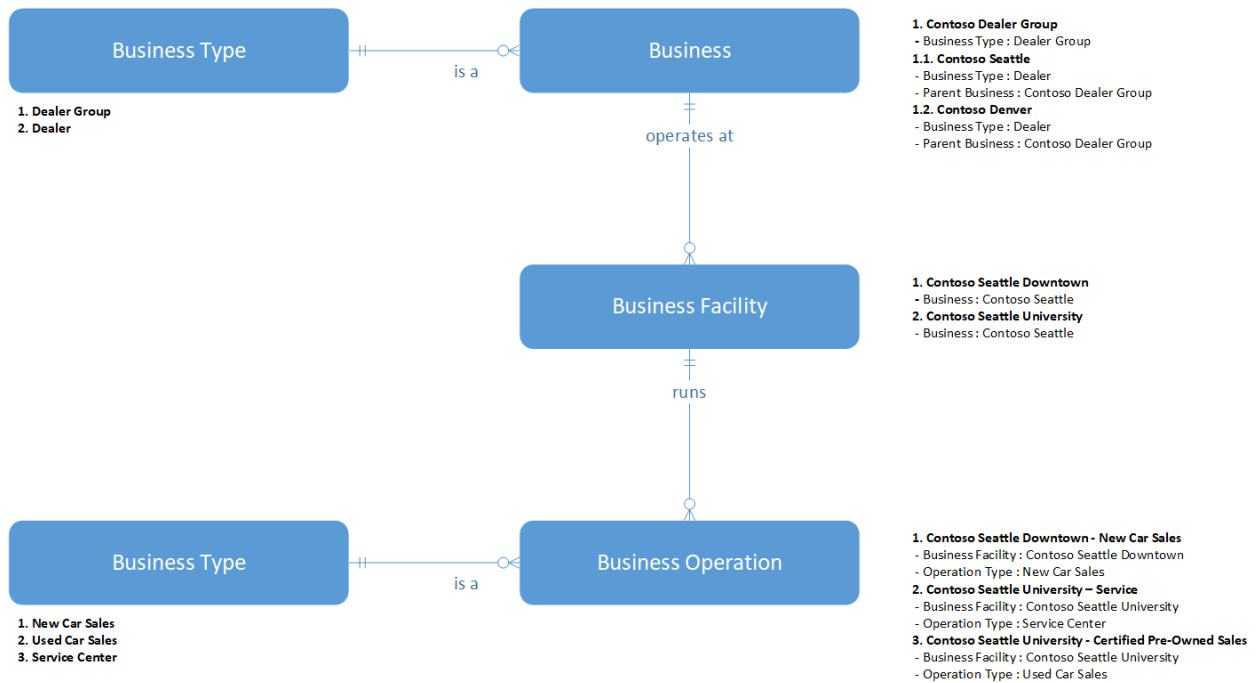 Business Type
is a
Business
1. Dealer Group
2. Dealer
1. Contoso Dealer Group
- Business Type : Dealer Group
1.1. Contoso Seattle
- Business Type : Dealer
- Parent Business : Contoso Dealer Group
1.2. Contoso Denver
- Business Type : Dealer
- Parent Business : Contoso Dealer Group
operates at
Business Facility
1. Contoso Seattle Downtown
- Business : Contoso Seattle
2. Contoso Seattle University
- Business : Contoso Seattle
runs
Business Type
is a
Business Operation
1. New Car Sales
2. Used Car Sales
3. Service Center
1. Contoso Seattle Downtown - New Car Sales
- Business Facility : Contoso Seattle Downtown
- Operation Type : New Car Sales
2. Contoso Seattle University – Service
- Business Facility : Contoso Seattle University
- Operation Type : Service Center
3. Contoso Seattle University - Certified Pre-Owned Sales
- Business Facility : Contoso Seattle University
- Operation Type : Used Car Sales